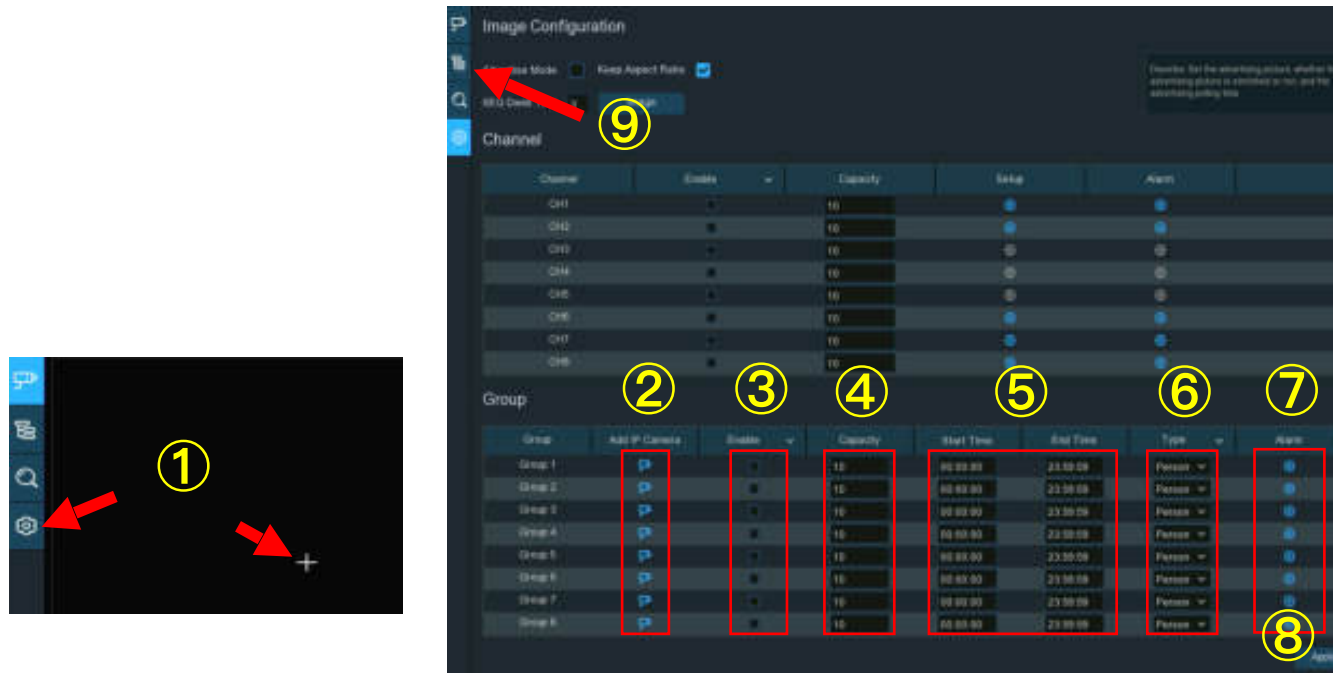 Image Configuration
Mode Keep Aspect Ratio
⑨
Channel
Channel Enable Capacity Setup Alarm
CH1 10
CH2 10
CH3 10
CH4 10
CH5 10
CH6 10
CH7 10
CH8 10
① ② ③ ④ ⑤ ⑥ ⑦
Group
Group Add IP Camera Enable Capacity Start Time End Time Type Alarm
Group 1 10 00:00:00 23:59:59 Person
Group 2 10 00:00:00 23:59:59 Person
Group 3 10 00:00:00 23:59:59 Person
Group 4 10 00:00:00 23:59:59 Person
Group 5 10 00:00:00 23:59:59 Person
Group 6 10 00:00:00 23:59:59 Person
Group 7 10 00:00:00 23:59:59 Person
Group 8 10 00:00:00 23:59:59 Person
⑧